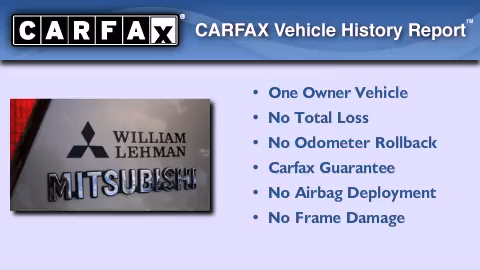 CARFAX®
CARFAX Vehicle History Report™
• One Owner Vehicle
• No Total Loss
• No Odometer Rollback
• Carfax Guarantee
• No Airbag Deployment
• No Frame Damage
WILLIAM
LEHMAN
MITSUBISHI